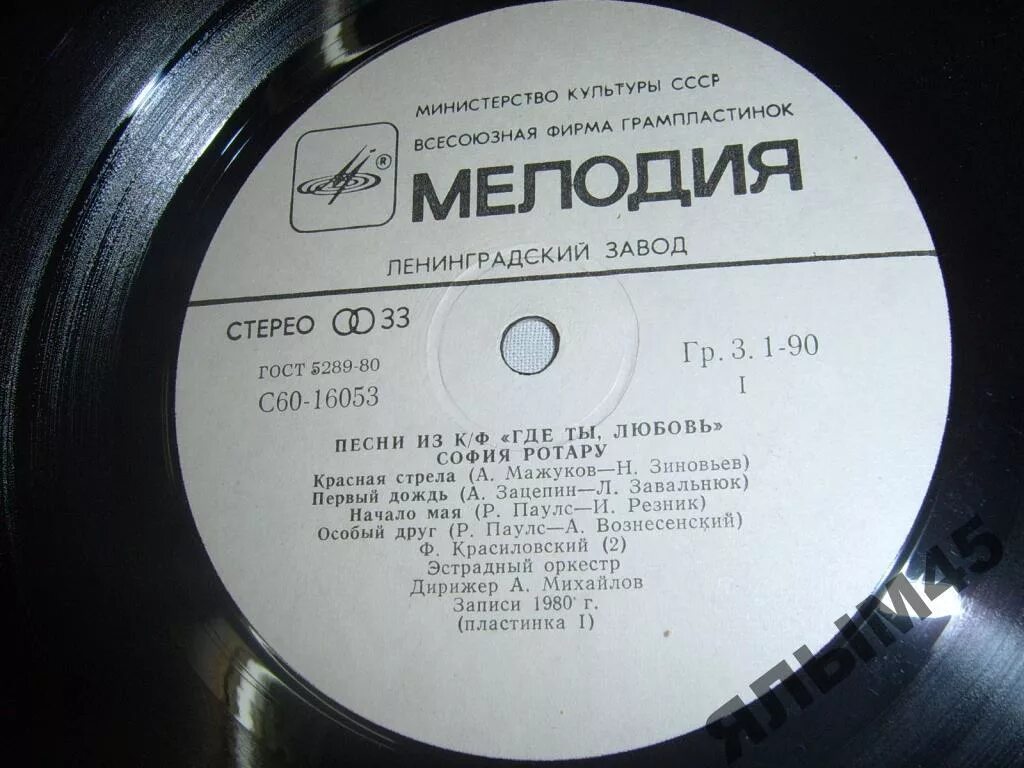 МИНИСТЕРСТВО КУЛЬТУРЫ СССР
ВСЕСОЮЗНАЯ ФИРМА ГРАМПЛАСТИНОК
®
МЕЛОДИЯ
ЛЕНИНГРАДСКИЙ ЗАВОД
СТЕРЕО 33
ГОСТ 5289-80
С60-16053
Гр. 3. 1-90
I
ПЕСНИ ИЗ К/Ф «ГДЕ ТЫ, ЛЮБОВЬ»
СОФИЯ РОТАРУ
Красная стрела (А. Мажуков—Н. Зиновьев)
Первый дождь (А. Зацепин—Л. Завальнюк)
Начало мая (Р. Паулс—И. Резник)
Особый друг (Р. Паулс—А. Вознесенский)
Ф. Красиловский (2)
Эстрадный оркестр
Дирижер А. Михайлов
Записи 1980 г.
(пластинка I)
ЯЛЫМ45